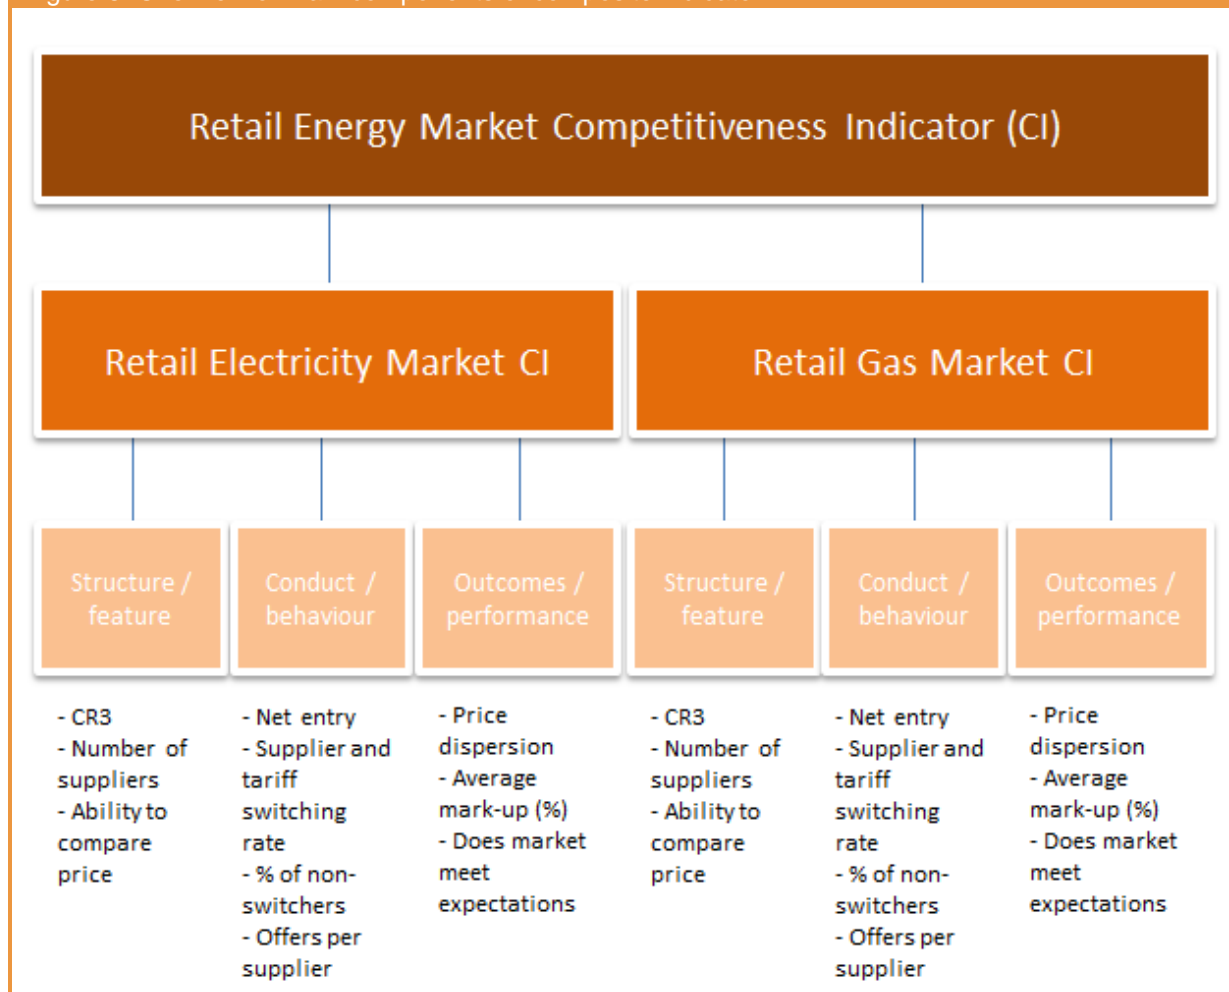 Retail Energy Market Competitiveness Indicator (CI)
Retail Electricity Market CI
Retail Gas Market CI
Structure /
feature
Conduct /
behaviour
Outcomes /
performance
Structure /
feature
Conduct /
behaviour
Outcomes /
performance
- CR3
- Number of
suppliers
- Ability to
compare
price
- Net entry
- Supplier and
tariff
switching
rate
- % of non-
switchers
- Offers per
supplier
- Price
dispersion
- Average
mark-up (%)
- Does market
meet
expectations
- CR3
- Number of
suppliers
- Ability to
compare
price
- Net entry
- Supplier and
tariff
switching
rate
- % of non-
switchers
- Offers per
supplier
- Price
dispersion
- Average
mark-up (%)
- Does market
meet
expectations